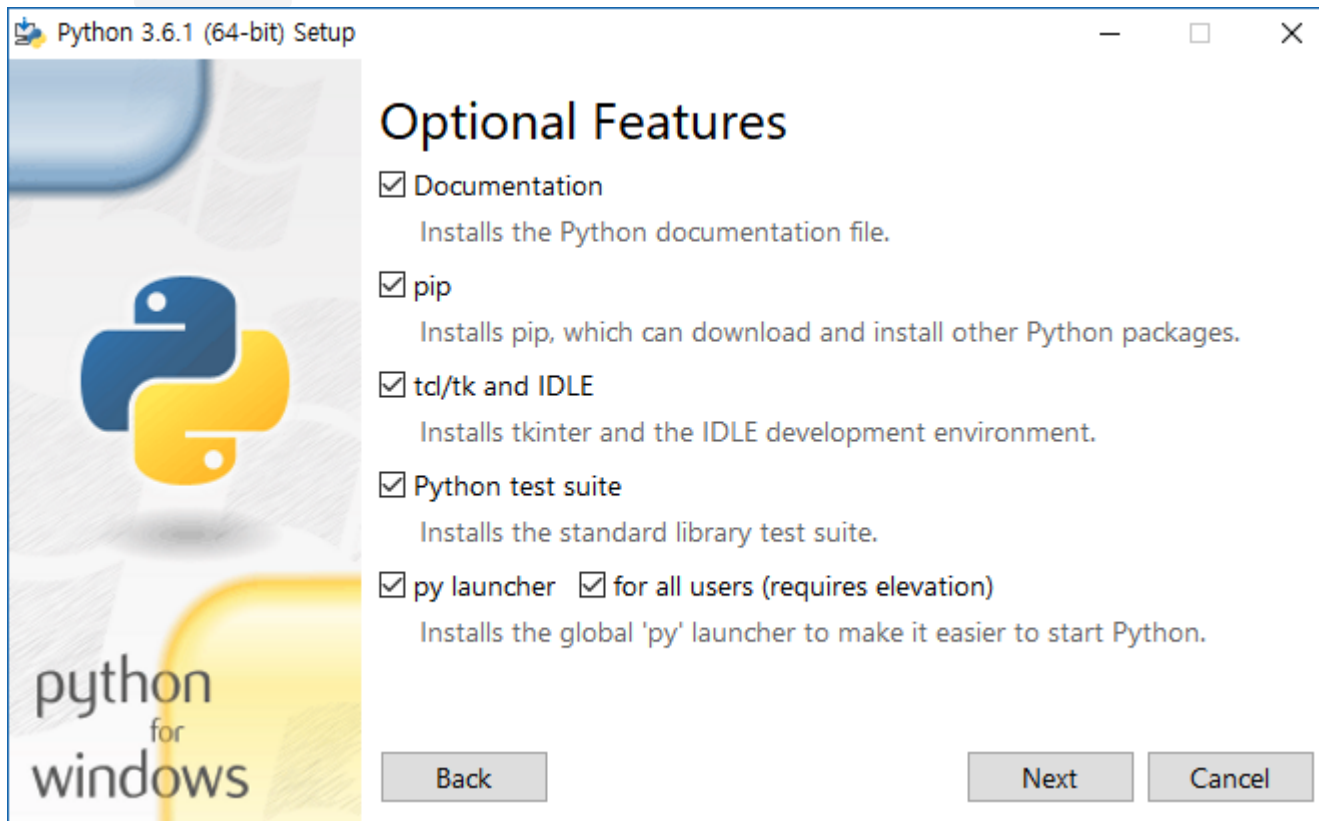 Python 3.6.1 (64-bit) Setup
Optional Features
Documentation
Installs the Python documentation file.
pip
Installs pip, which can download and install other Python packages.
tcl/tk and IDLE
Installs tkinter and the IDLE development environment.
Python test suite
Installs the standard library test suite.
py launcher for all users (requires elevation)
Installs the global 'py' launcher to make it easier to start Python.
python
for
windows
Back Next Cancel